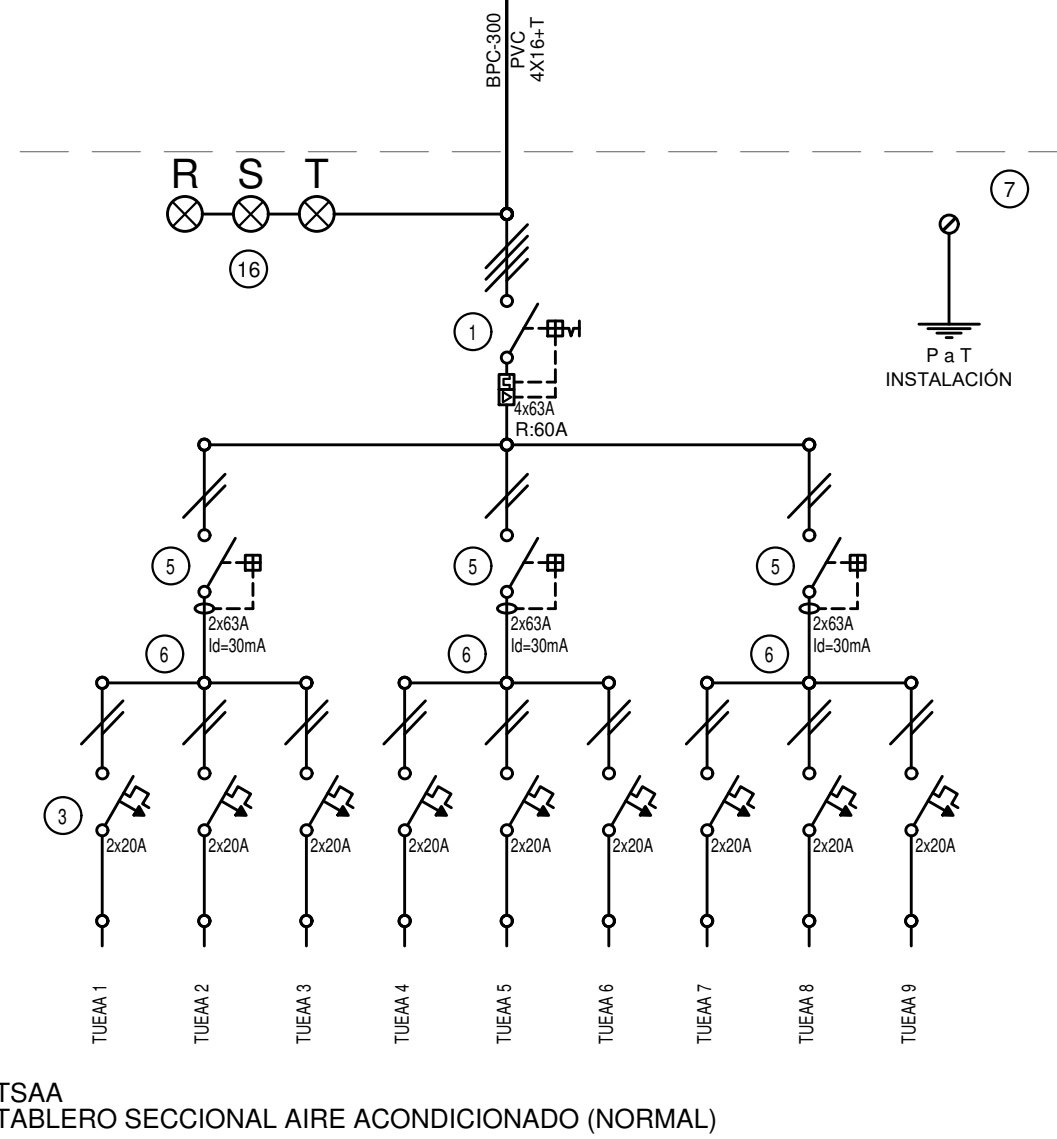 BPC-300
PVC
4X16+T
R S T
7
16
1
P a T
INSTALACIÓN
4x63A
R:60A
5 5 5
2x63A 2x63A 2x63A
Id=30mA Id=30mA Id=30mA
6 6 6
3
2x20A 2x20A 2x20A 2x20A 2x20A 2x20A 2x20A 2x20A 2x20A
TUEAA 1
TUEAA 2
TUEAA 3
TUEAA 4
TUEAA 5
TUEAA 6
TUEAA 7
TUEAA 8
TUEAA 9
TSAA
TABLERO SECCIONAL AIRE ACONDICIONADO (NORMAL)